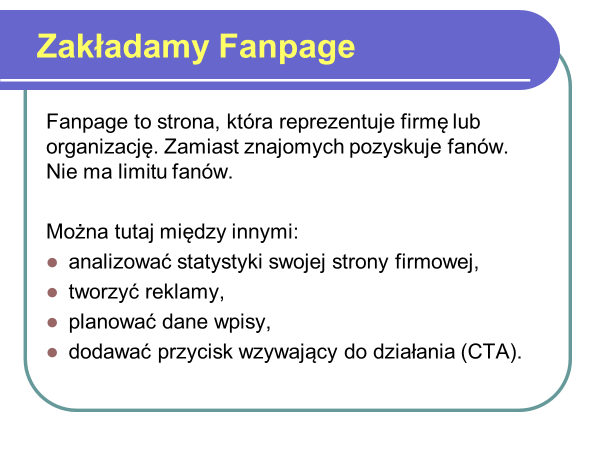 Zakładamy Fanpage
Fanpage to strona, która reprezentuje firmę lub
organizację. Zamiast znajomych pozyskuje fanów.
Nie ma limitu fanów.
Można tutaj między innymi:
analizować statystyki swojej strony firmowej,
tworzyć reklamy,
planować dane wpisy,
dodawać przycisk wzywający do działania (CTA).